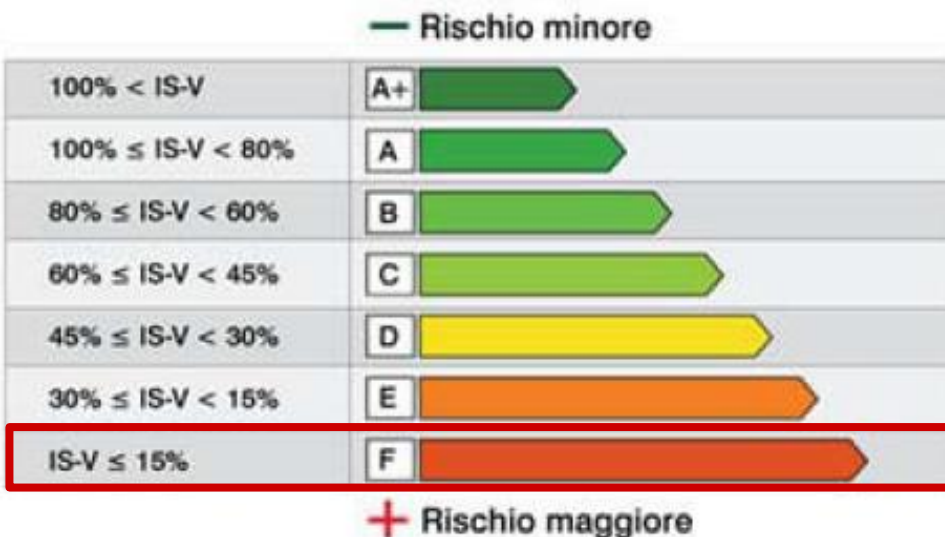 − Rischio minore
100% < IS-V A+
100% ≤ IS-V < 80% A
80% ≤ IS-V < 60% B
60% ≤ IS-V < 45% C
45% ≤ IS-V < 30% D
30% ≤ IS-V < 15% E
IS-V ≤ 15% F
+ Rischio maggiore